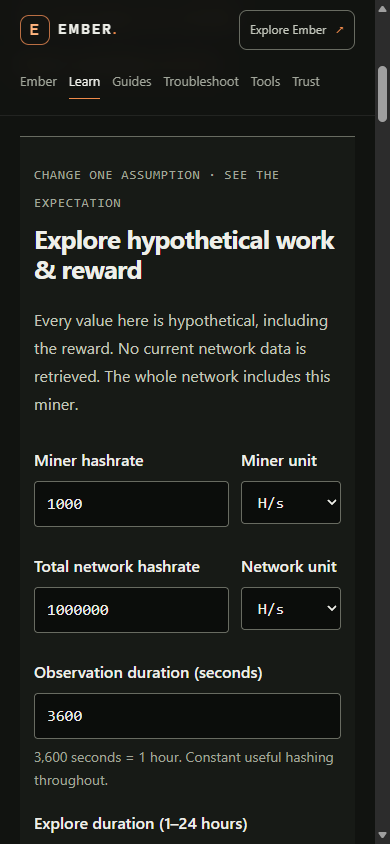 E EMBER.
Explore Ember ↗
Ember Learn Guides Troubleshoot Tools Trust
CHANGE ONE ASSUMPTION · SEE THE
EXPECTATION
Explore hypothetical work
& reward
Every value here is hypothetical, including
the reward. No current network data is
retrieved. The whole network includes this
miner.
Miner hashrate Miner unit
1000 H/s
Total network hashrate Network unit
1000000 H/s
Observation duration (seconds)
3600
3,600 seconds = 1 hour. Constant useful hashing
throughout.
Explore duration (1–24 hours)